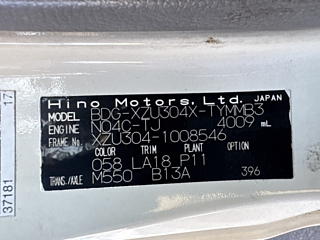 Hino Motors,Ltd. JAPAN
MODEL BDG-XZU304X-TYMMB3
ENGINE N04C-TJ 4009 mL
FRAME No. XZU304-1008546
COLOR TRIM PLANT OPTION
058 LA18 P11
TRANS./AXLE M550 B13A 396
37181 17